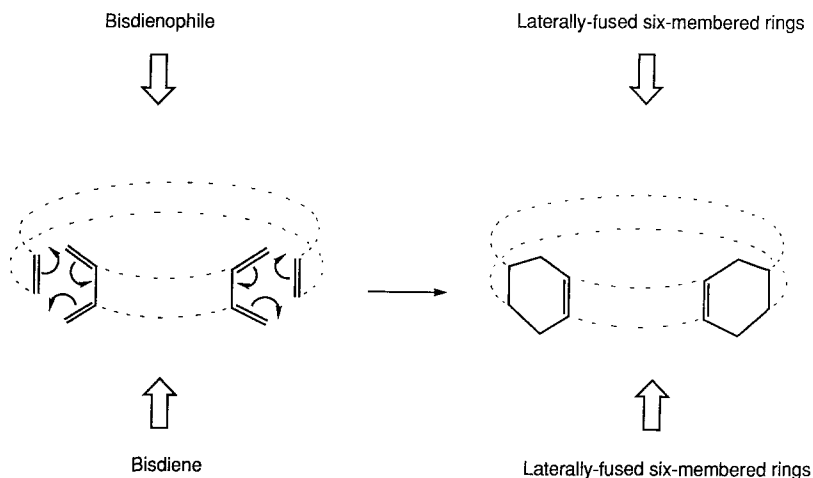 Bisdienophile
Laterally-fused six-membered rings
Bisdiene
Laterally-fused six-membered rings